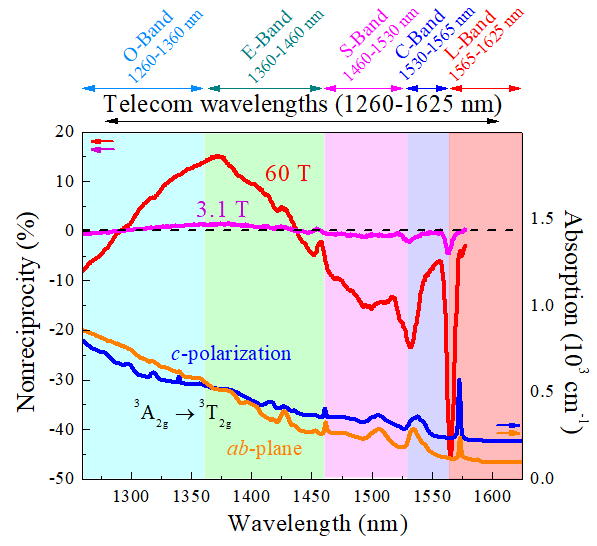 O-Band
1260-1360 nm
E-Band
1360-1460 nm
S-Band
1460-1530 nm
C-Band
1530-1565 nm
L-Band
1565-1625 nm
Telecom wavelengths (1260-1625 nm)
20
10
0
-10
-20
-30
-40
-50
Nonreciprocity (%)
60 T
3.1 T
c-polarization
³A₂g → ³T₂g
ab-plane
1.5
1.0
0.5
0.0
Absorption (10³ cm⁻¹)
1300
1350
1400
1450
1500
1550
1600
Wavelength (nm)